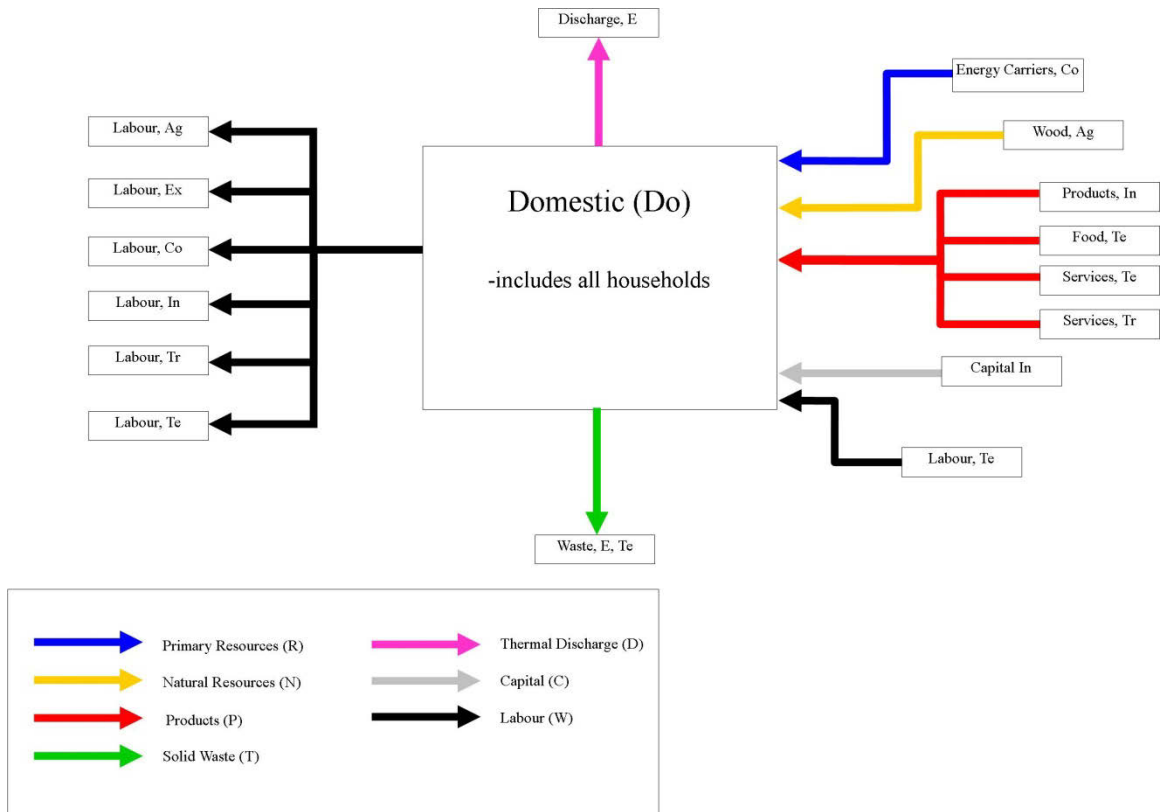 Discharge, E
Energy Carriers, Co
Labour, Ag
Wood, Ag
Labour, Ex
Domestic (Do)
Products, In
Labour, Co
Food, Te
-includes all households
Services, Te
Labour, In
Services, Tr
Labour, Tr
Capital In
Labour, Te
Labour, Te
Waste, E, Te
Primary Resources (R)
Thermal Discharge (D)
Natural Resources (N)
Capital (C)
Products (P)
Labour (W)
Solid Waste (T)